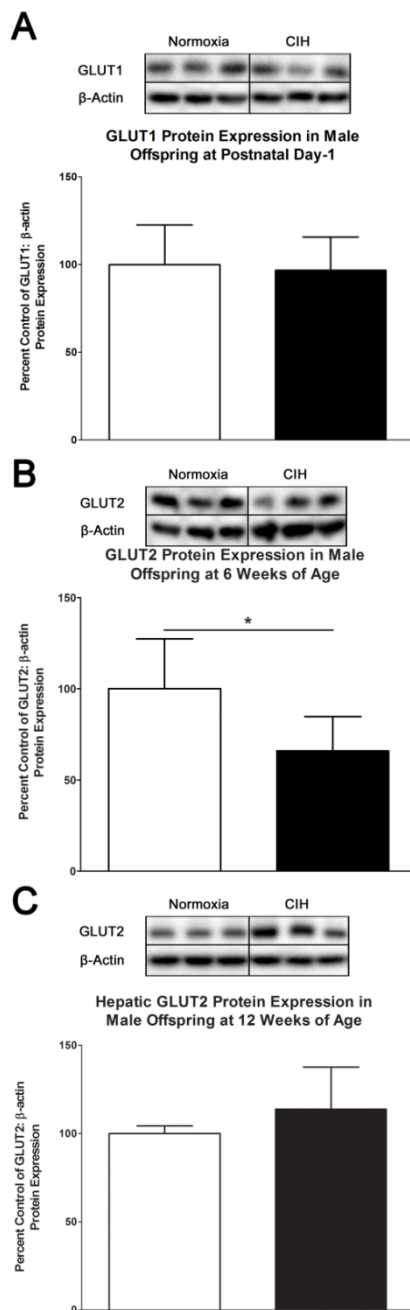 A
Normoxia CIH
GLUT1
β-Actin
GLUT1 Protein Expression in Male
Offspring at Postnatal Day-1
Percent Control of GLUT1: β-actin
Protein Expression
150
100
50
0
B
Normoxia CIH
GLUT2
β-Actin
GLUT2 Protein Expression in Male
Offspring at 6 Weeks of Age
Percent Control of GLUT2: β-actin
Protein Expression
150
100
50
0
*
C
Normoxia CIH
GLUT2
β-Actin
Hepatic GLUT2 Protein Expression in
Male Offspring at 12 Weeks of Age
Percent Control of GLUT2: β-actin
Protein Expression
150
100
50
0